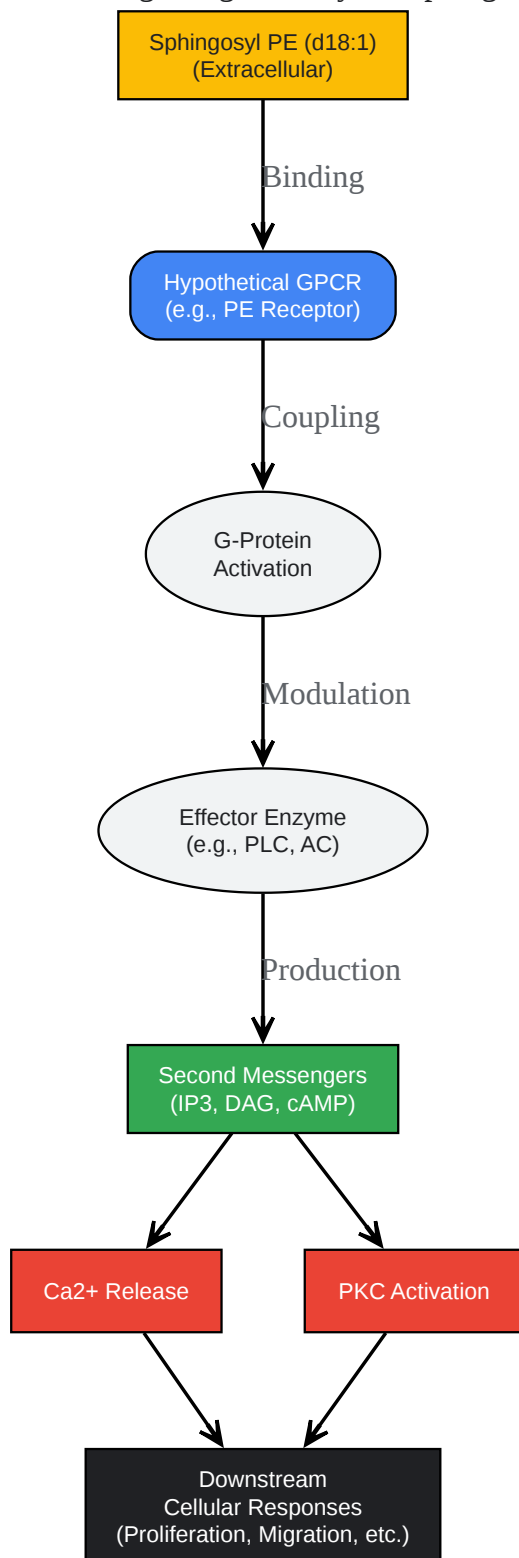 Sphingosyl PE (d18:1)
(Extracellular)
Binding
Hypothetical GPCR
(e.g., PE Receptor)
Coupling
G-Protein
Activation
Modulation
Effector Enzyme
(e.g., PLC, AC)
Production
Second Messengers
(IP3, DAG, cAMP)
Ca2+ Release
PKC Activation
Downstream
Cellular Responses
(Proliferation, Migration, etc.)